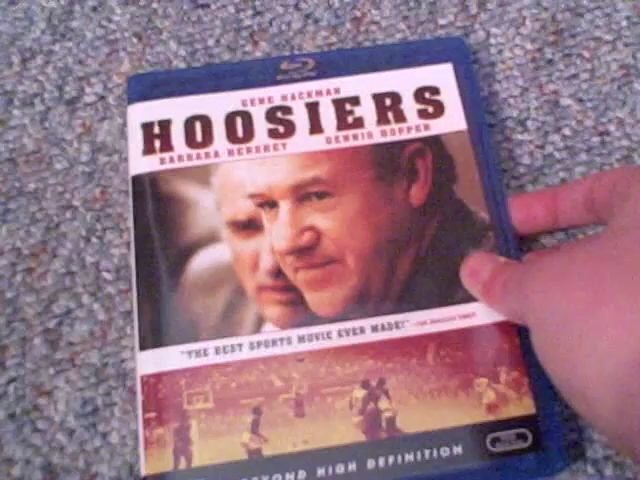 GENE HACKMAN
HOOSIERS
BARBARA HERSHEY DENNIS HOPPER
"THE BEST SPORTS MOVIE EVER MADE!"
BEYOND HIGH DEFINITION